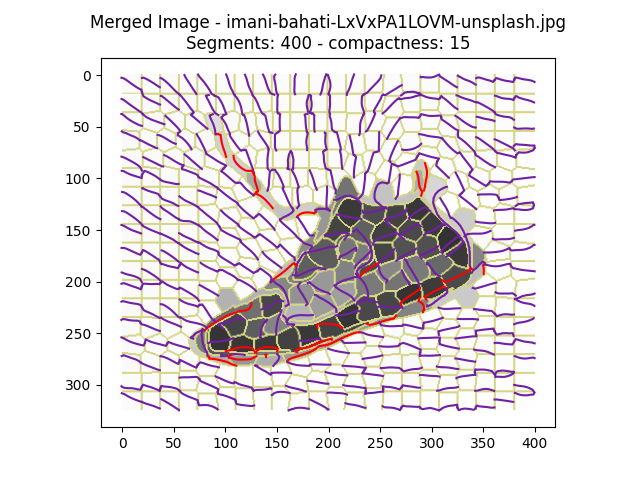 Merged Image - imani-bahati-LxVxPA1LOVM-unsplash.jpg
Segments: 400 - compactness: 15
0
50
100
150
200
250
300
0 50 100 150 200 250 300 350 400